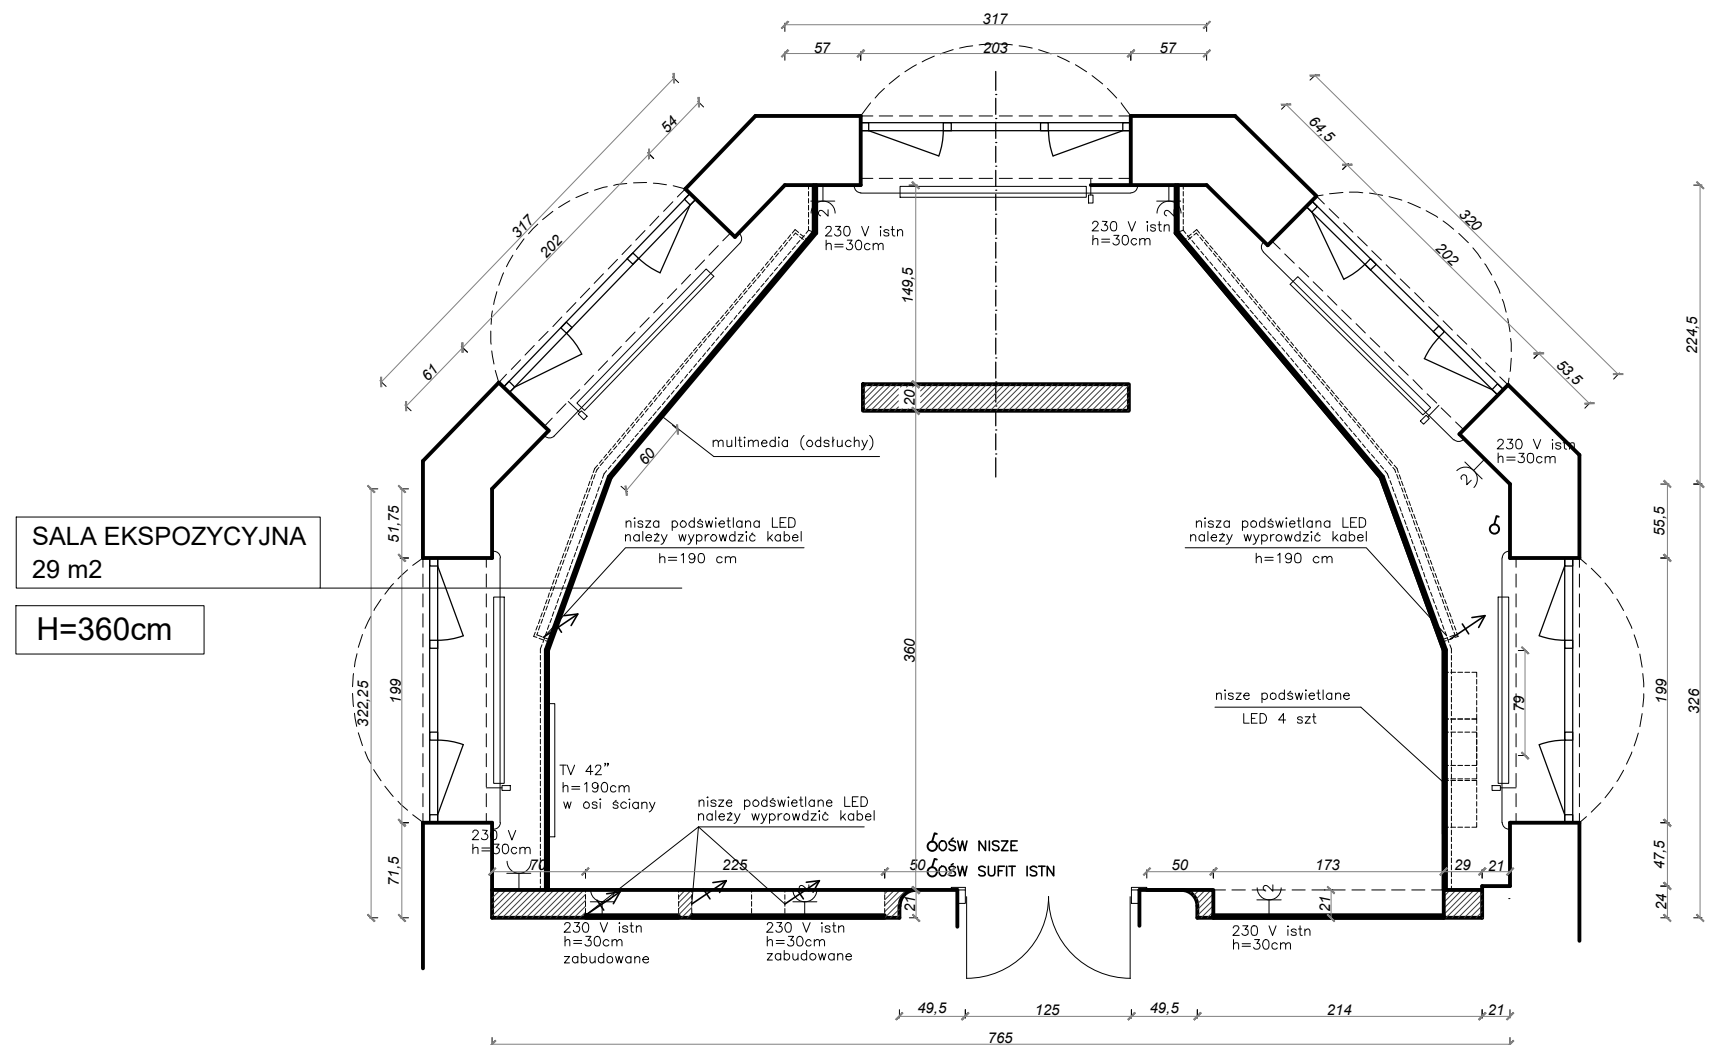 317
57
203
57
54
64,5
317
202
320
202
61
53,5
230 V istn
h=30cm
230 V istn
h=30cm
2
2
149,5
224,5
20
multimedia (odsłuchy)
60
230 V istn
h=30cm
2
SALA EKSPOZYCYJNA
29 m2
H=360cm
51,75
nisza podświetlana LED
należy wyprowdzić kabel
h=190 cm
nisza podświetlana LED
należy wyprowdzić kabel
h=190 cm
55,5
360
322,25
199
nisze podświetlane
LED 4 szt
79
199
326
TV 42”
h=190cm
w osi ściany
nisze podświetlane LED
należy wyprowdzić kabel
230 V
h=30cm
OŚW NISZE
OŚW SUFIT ISTN
71,5
70
225
50
50
173
29
21
47,5
21
2
21
24
230 V istn
h=30cm
zabudowane
230 V istn
h=30cm
zabudowane
230 V istn
h=30cm
49,5
125
49,5
214
21
765